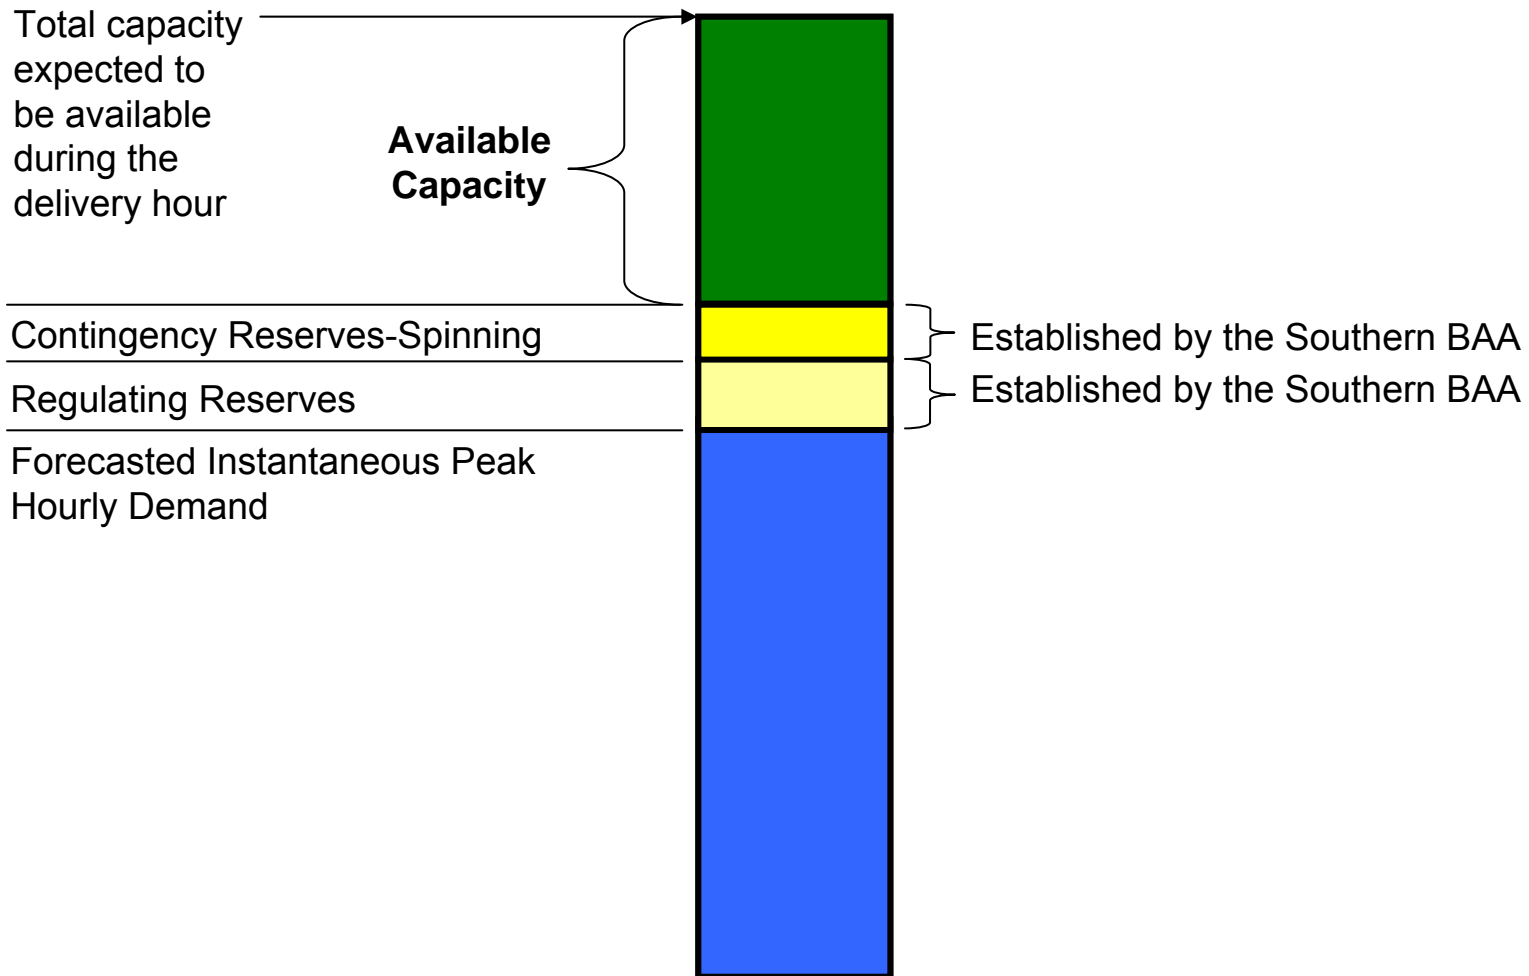 Total capacity
expected to
be available
during the
delivery hour
Available
Capacity
Contingency Reserves-Spinning
Established by the Southern BAA
Regulating Reserves
Established by the Southern BAA
Forecasted Instantaneous Peak
Hourly Demand